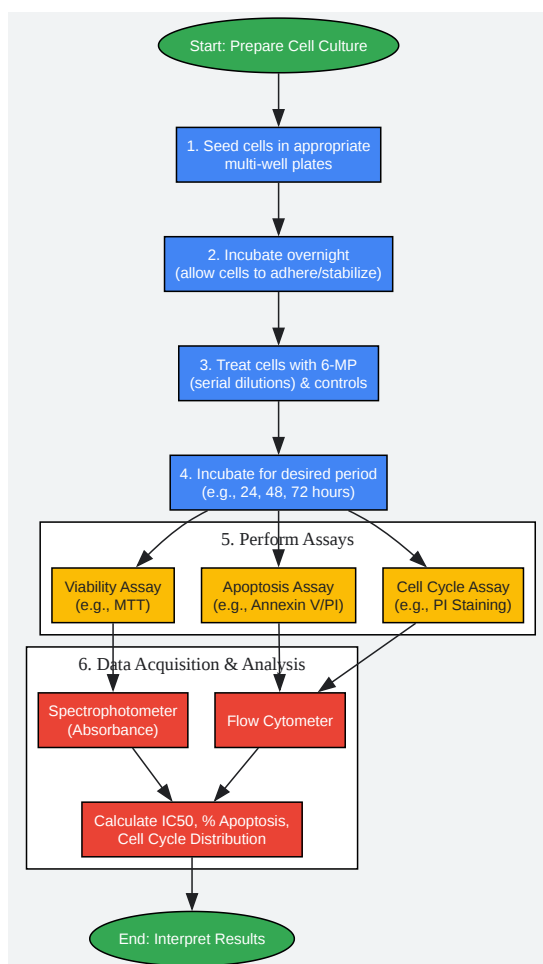 Start: Prepare Cell Culture
1. Seed cells in appropriate
multi-well plates
2. Incubate overnight
(allow cells to adhere/stabilize)
3. Treat cells with 6-MP
(serial dilutions) & controls
4. Incubate for desired period
(e.g., 24, 48, 72 hours)
5. Perform Assays
Viability Assay
(e.g., MTT)
Apoptosis Assay
(e.g., Annexin V/PI)
Cell Cycle Assay
(e.g., PI Staining)
6. Data Acquisition & Analysis
Spectrophotometer
(Absorbance)
Flow Cytometer
Calculate IC50, % Apoptosis,
Cell Cycle Distribution
End: Interpret Results